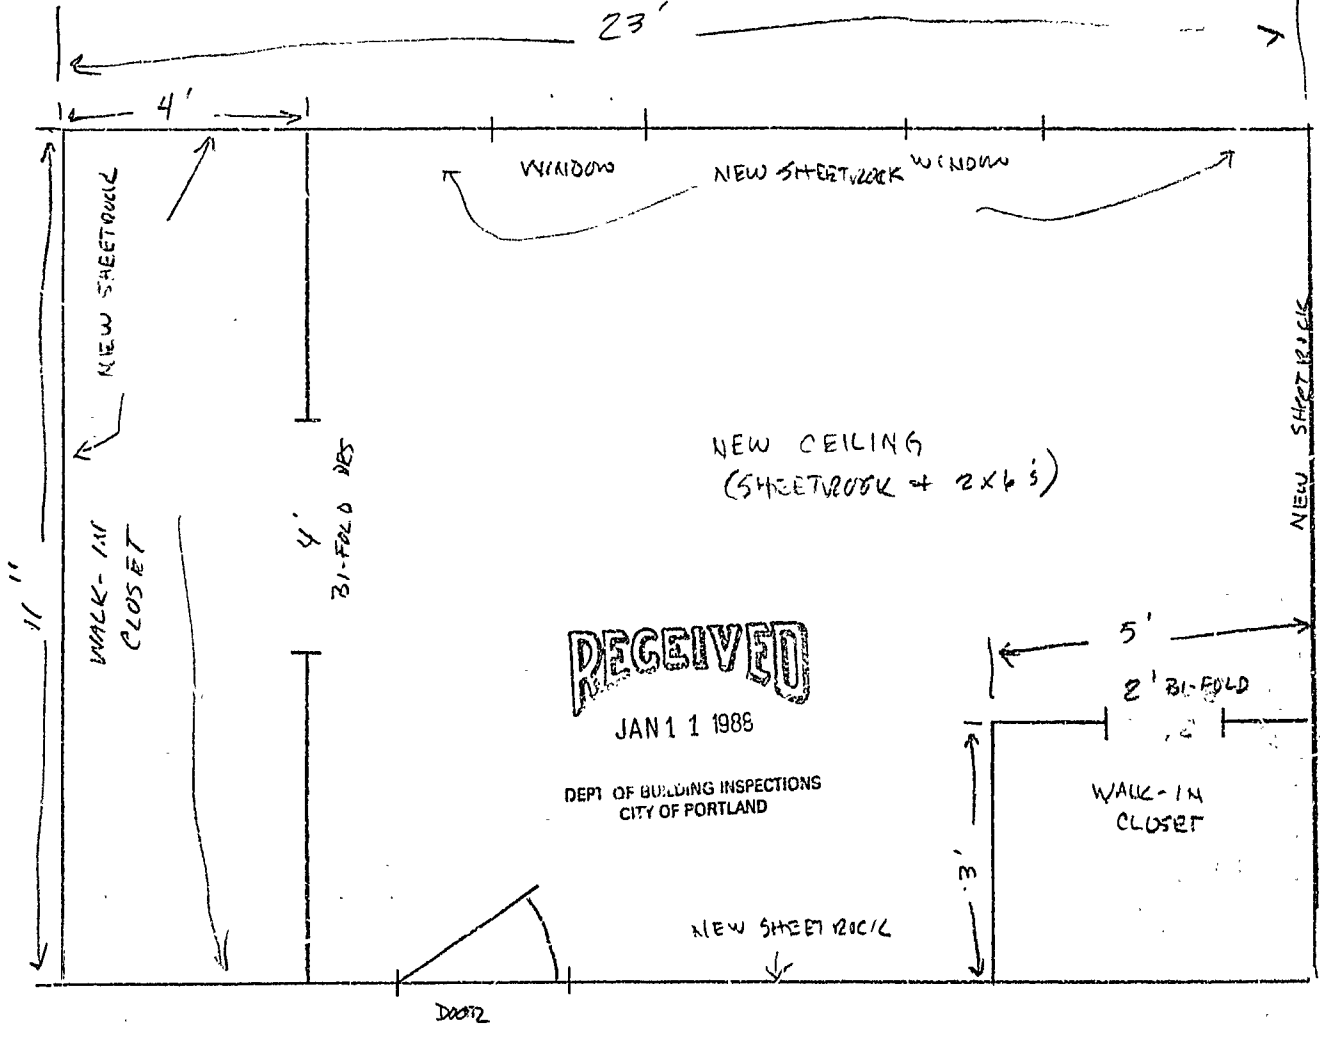 23'
4'
WINDOW
NEW SHEETROCK
WINDOW
NEW SHEETROCK
NEW SHEETROCK
NEW CEILING
(SHEETROCK + 2x6's)
4'
BI-FOLD DRS
WALK-IN
CLOSET
11"
RECEIVED
JAN 11 1988
DEPT OF BUILDING INSPECTIONS
CITY OF PORTLAND
5'
2' BI-FOLD
WALK-IN
CLOSET
3'
NEW SHEETROCK
DOOR